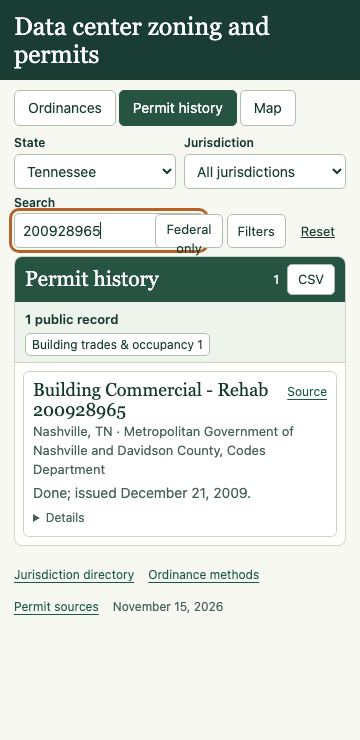 Data center zoning and
permits
Ordinances
Permit history
Map
State
Jurisdiction
Tennessee
All jurisdictions
Search
200928965
Federal
only
Filters
Reset
Permit history
1
CSV
1 public record
Building trades & occupancy 1
Building Commercial - Rehab
200928965
Source
Nashville, TN · Metropolitan Government of
Nashville and Davidson County, Codes
Department
Done; issued December 21, 2009.
Details
Jurisdiction directory
Ordinance methods
Permit sources
November 15, 2026